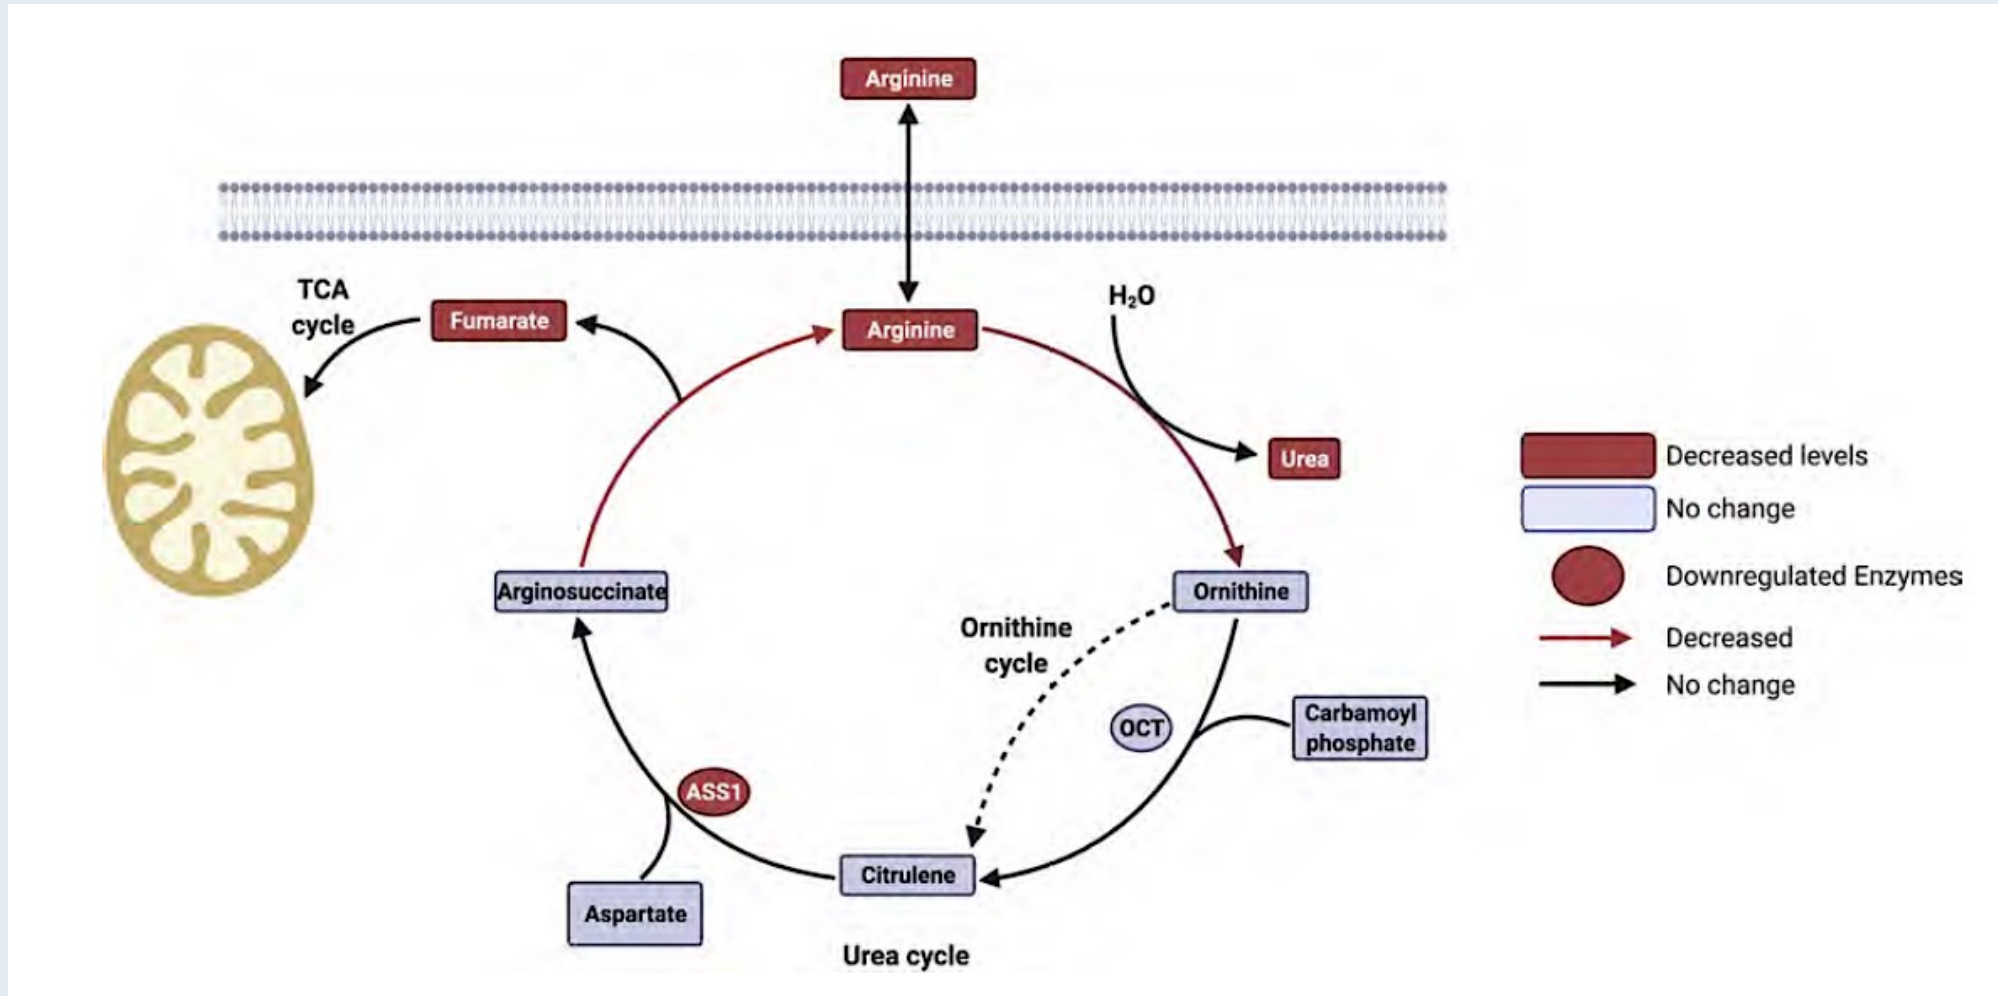 Arginine
TCA
cycle
Fumarate
Arginine
H₂O
Urea
Arginosuccinate
Ornithine
Ornithine
cycle
OCT
Carbamoyl
phosphate
ASS1
Citrulene
Aspartate
Urea cycle
Decreased levels
No change
Downregulated Enzymes
Decreased
No change